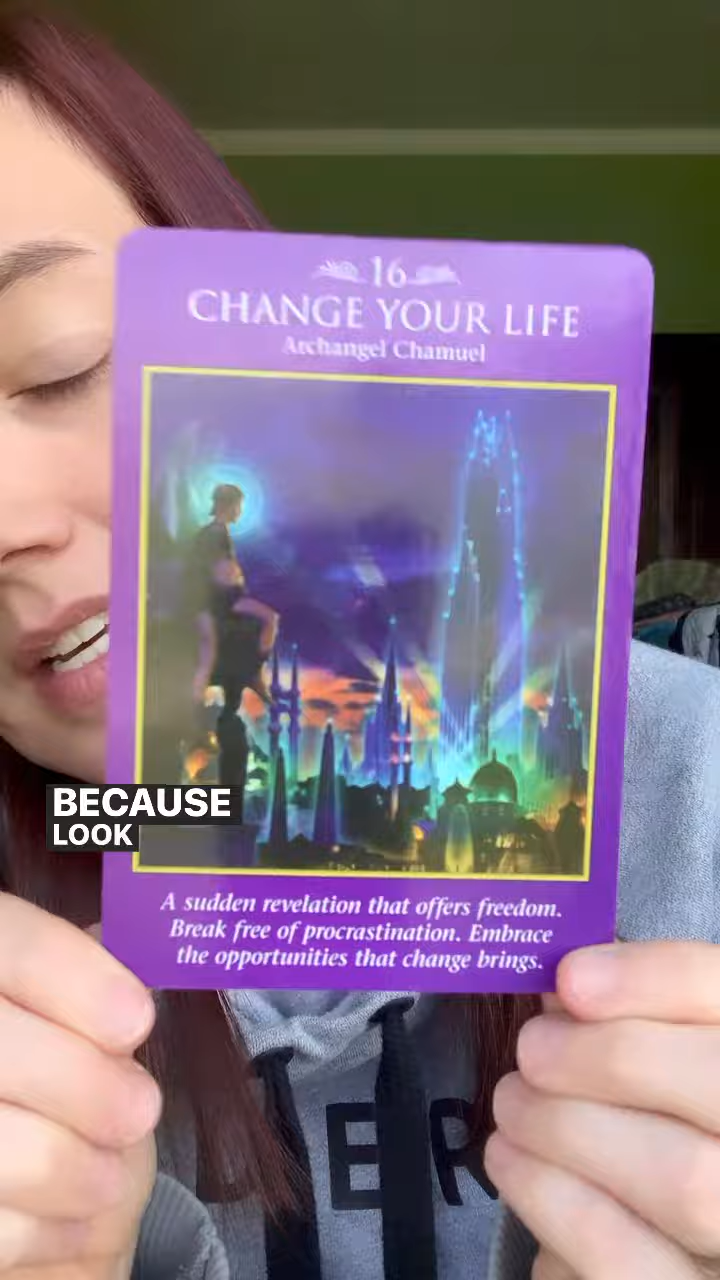 16
CHANGE YOUR LIFE
Archangel Chamuel
BECAUSE
LOOK
A sudden revelation that offers freedom.
Break free of procrastination. Embrace
the opportunities that change brings.